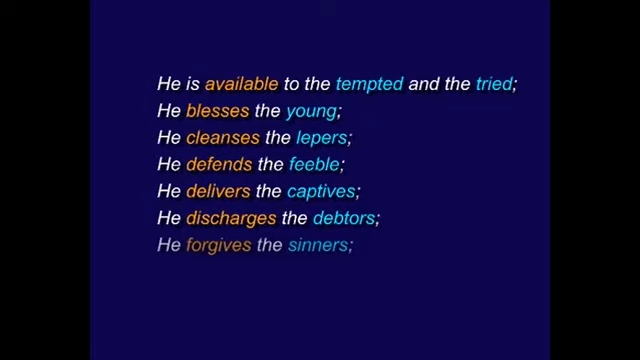 He is available to the tempted and the tried;
He blesses the young;
He cleanses the lepers;
He defends the feeble;
He delivers the captives;
He discharges the debtors;
He forgives the sinners;